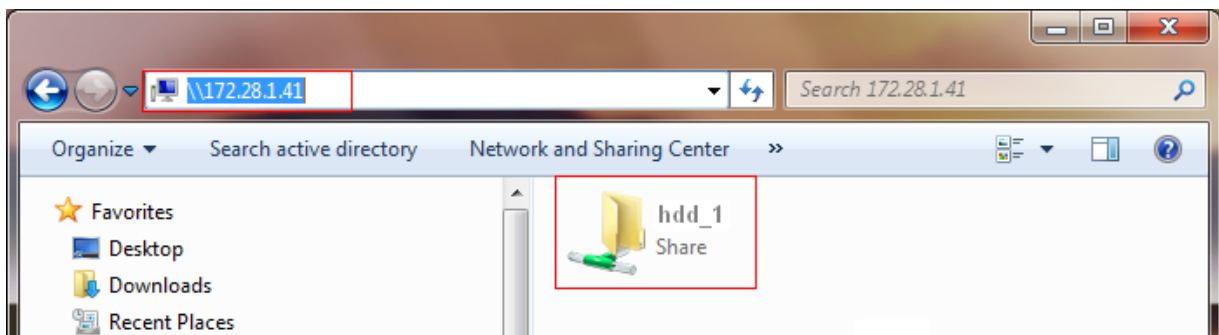 \\172.28.1.41
Search 172.28.1.41
Organize
Search active directory
Network and Sharing Center
»
Favorites
Desktop
Downloads
Recent Places
hdd_1
Share